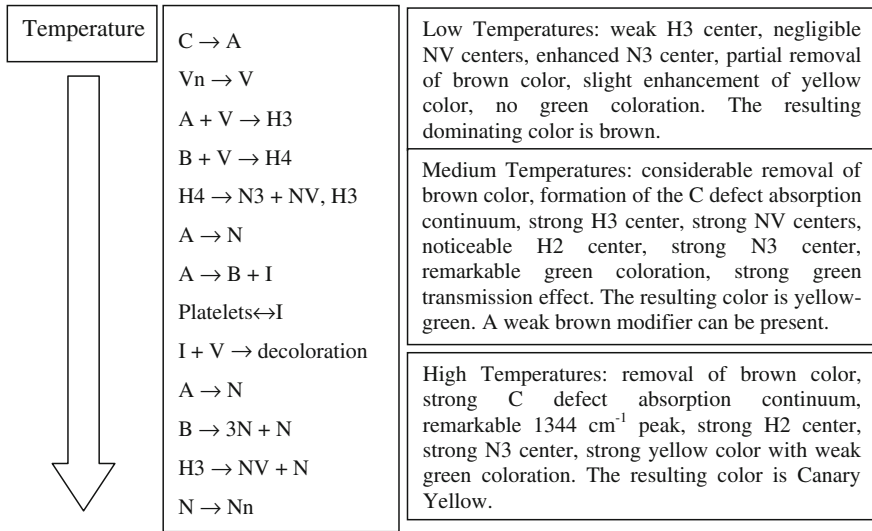 Temperature
C → A
Vn → V
A + V → H3
B + V → H4
H4 → N3 + NV, H3
A → N
A → B + I
Platelets↔I
I + V → decoloration
A → N
B → 3N + N
H3 → NV + N
N → Nn
Low Temperatures: weak H3 center, negligible
NV centers, enhanced N3 center, partial removal
of brown color, slight enhancement of yellow
color, no green coloration. The resulting
dominating color is brown.
Medium Temperatures: considerable removal of
brown color, formation of the C defect absorption
continuum, strong H3 center, strong NV centers,
noticeable H2 center, strong N3 center,
remarkable green coloration, strong green
transmission effect. The resulting color is yellow-
green. A weak brown modifier can be present.
High Temperatures: removal of brown color,
strong C defect absorption continuum,
remarkable 1344 cm⁻¹ peak, strong H2 center,
strong N3 center, strong yellow color with weak
green coloration. The resulting color is Canary
Yellow.